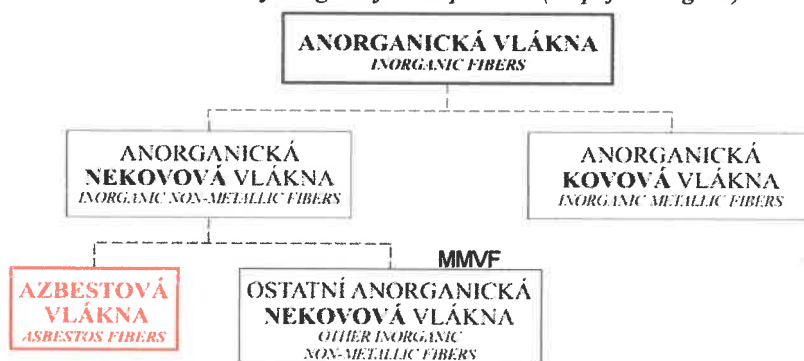 ANORGANICKÁ VLÁKNA
INORGANIC FIBERS
ANORGANICKÁ
NEKOVOVÁ VLÁKNA
INORGANIC NON-METALLIC FIBERS
ANORGANICKÁ
KOVOVÁ VLÁKNA
INORGANIC METALLIC FIBERS
MMVF
AZBESTOVÁ
VLÁKNA
ASBESTOS FIBERS
OSTATNÍ ANORGANICKÁ
NEKOVOVÁ VLÁKNA
OTHER INORGANIC
NON-METALLIC FIBERS